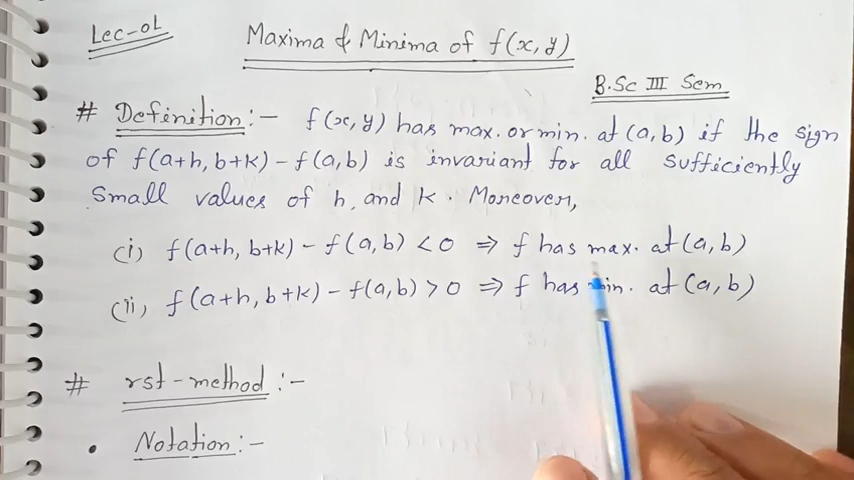 Lec-01
Maxima & Minima of f(x, y)
B.Sc III Sem
# Definition :- f(x, y) has max. or min. at (a, b) if the sign
of f(a+h, b+k) - f(a, b) is invariant for all sufficiently
small values of h, and k. Moreover,
(i) f(a+h, b+k) - f(a, b) < 0 ⇒ f has max. at (a, b)
(ii) f(a+h, b+k) - f(a, b) > 0 ⇒ f has min. at (a, b)
# rst-method :-
• Notation :-